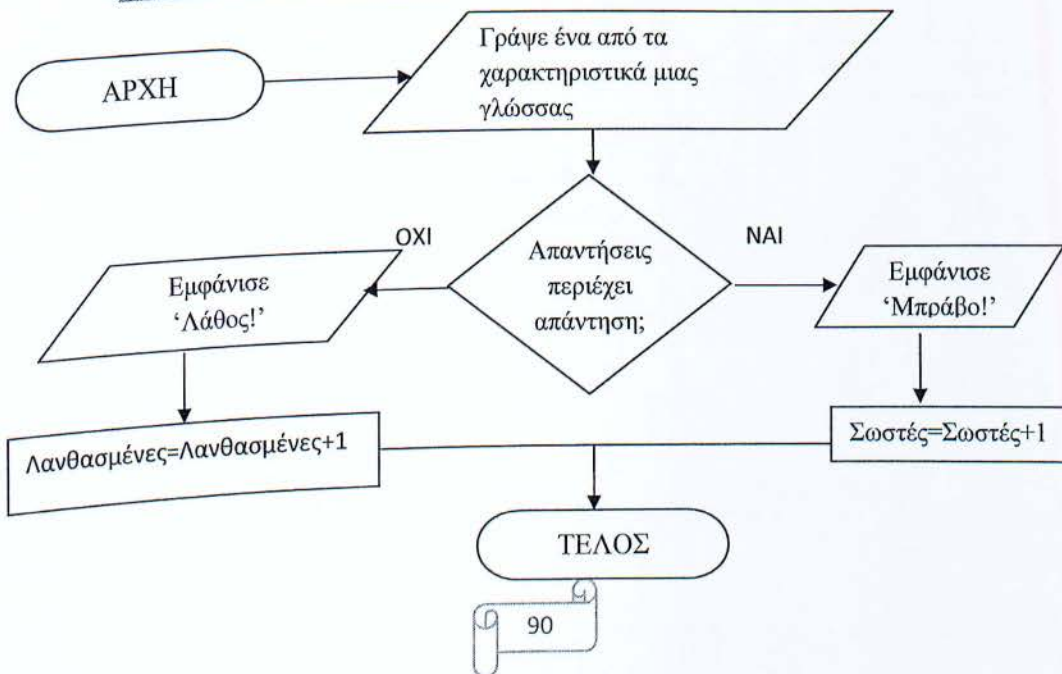 Γράψε ένα από τα
χαρακτηριστικά μιας
γλώσσας
ΑΡΧΗ
ΟΧΙ
ΝΑΙ
Απαντήσεις
περιέχει
απάντηση;
Εμφάνισε
‘Λάθος!’
Εμφάνισε
‘Μπράβο!’
Λανθασμένες=Λανθασμένες+1
Σωστές=Σωστές+1
ΤΕΛΟΣ
90